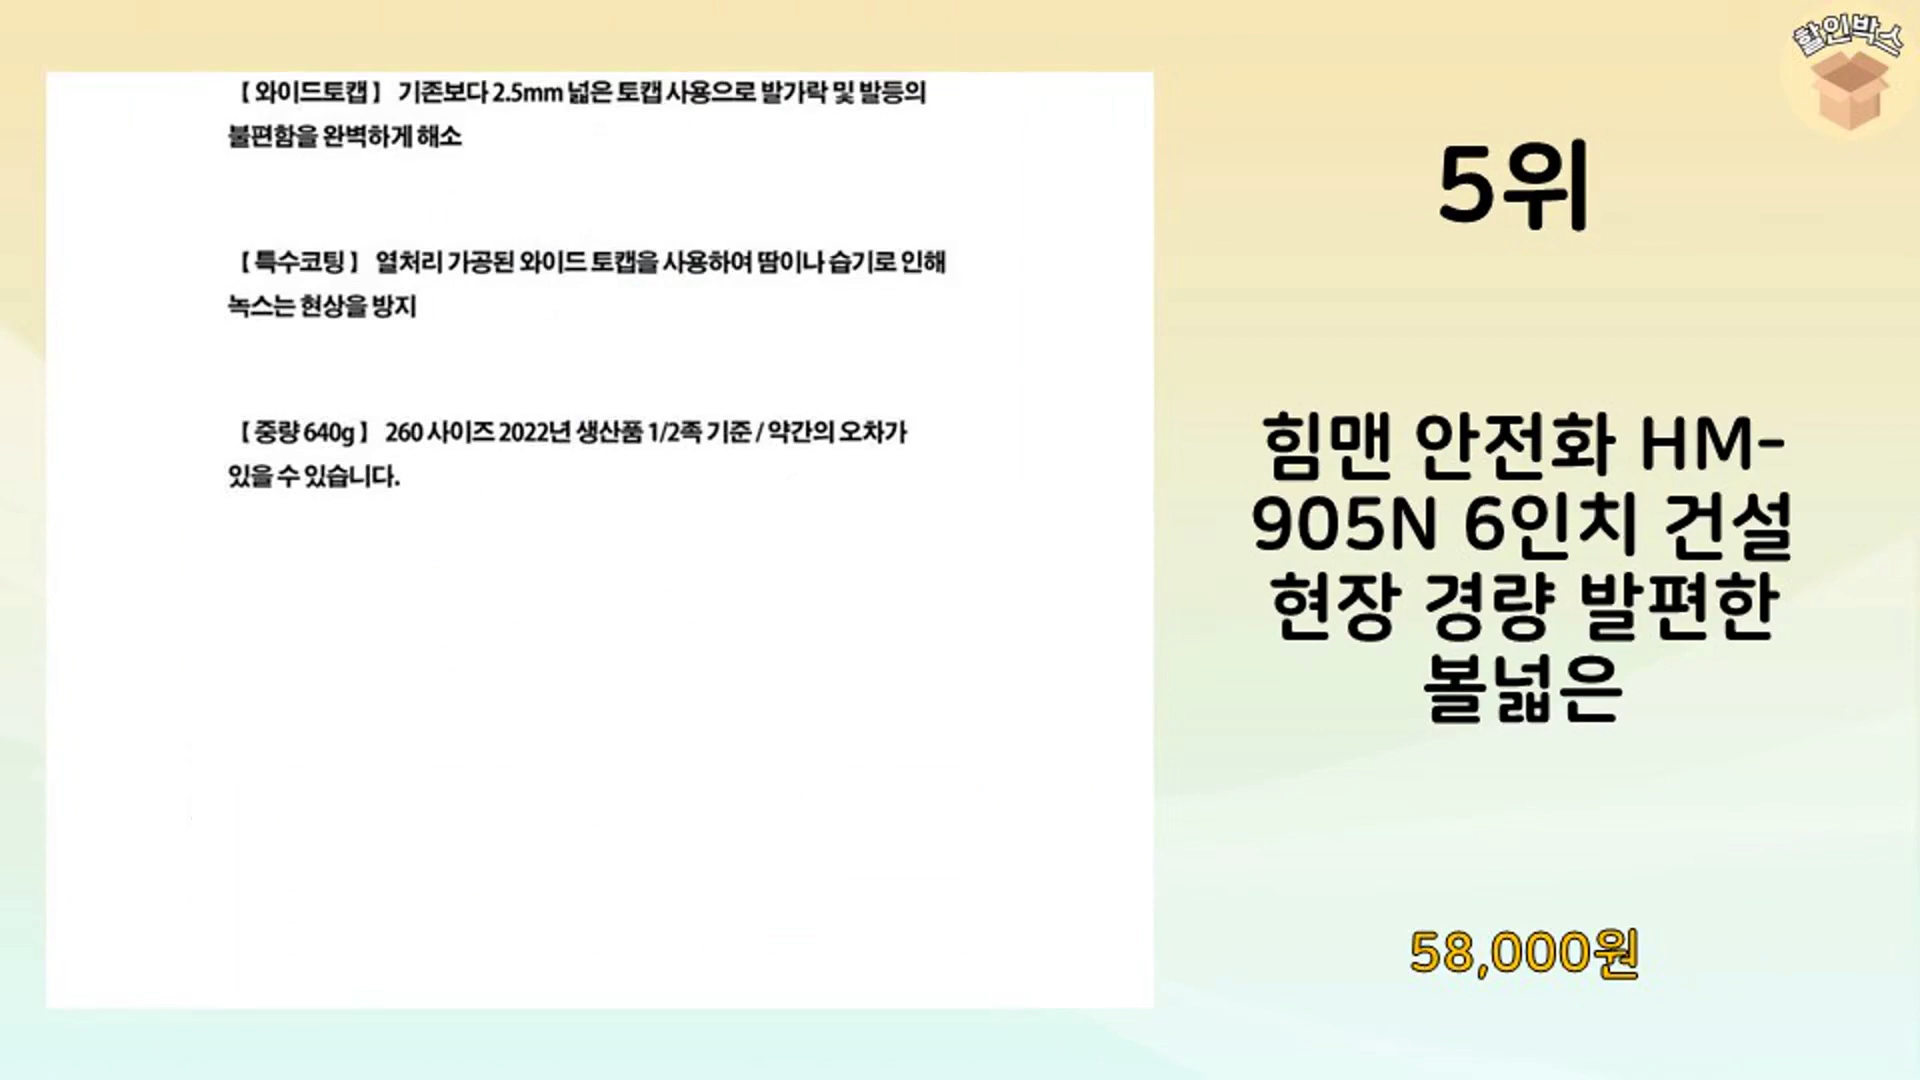 【 와이드토캡 】 기존보다 2.5mm 넓은 토캡 사용으로 발가락 및 발등의
불편함을 완벽하게 해소
【 특수코팅 】 열처리 가공된 와이드 토캡을 사용하여 땀이나 습기로 인해
녹스는 현상을 방지
【 중량 640g 】 260 사이즈 2022년 생산품 1/2족 기준 / 약간의 오차가
있을 수 있습니다.
할인박스
5위
힘맨 안전화 HM-
905N 6인치 건설
현장 경량 발편한
볼넓은
58,000원